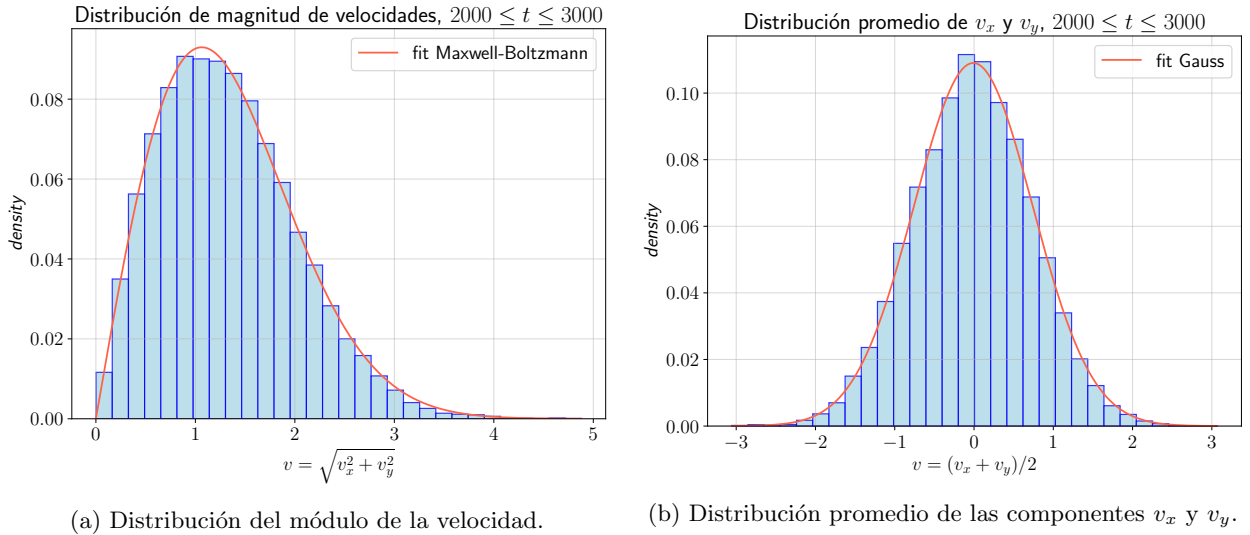 Distribución de magnitud de velocidades, 2000 ≤ t ≤ 3000
fit Maxwell-Boltzmann
density
0.08
0.06
0.04
0.02
0.00
0 1 2 3 4 5
v = √(v_x^2 + v_y^2)
(a) Distribución del módulo de la velocidad.
Distribución promedio de v_x y v_y, 2000 ≤ t ≤ 3000
fit Gauss
density
0.10
0.08
0.06
0.04
0.02
0.00
−3 −2 −1 0 1 2 3
v = (v_x + v_y)/2
(b) Distribución promedio de las componentes v_x y v_y.